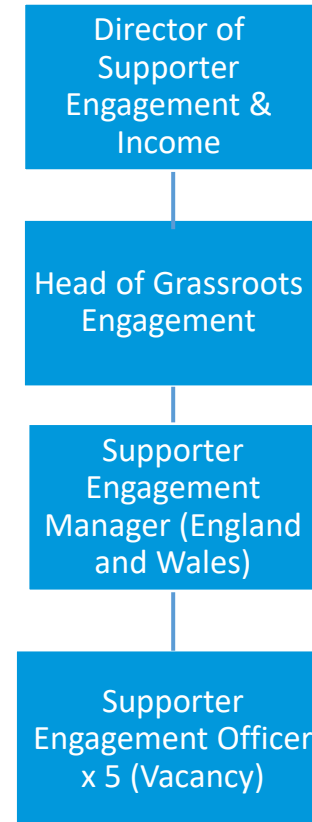 Director of
Supporter
Engagement &
Income
Head of Grassroots
Engagement
Supporter
Engagement
Manager (England
and Wales)
Supporter
Engagement Officer
x 5 (Vacancy)